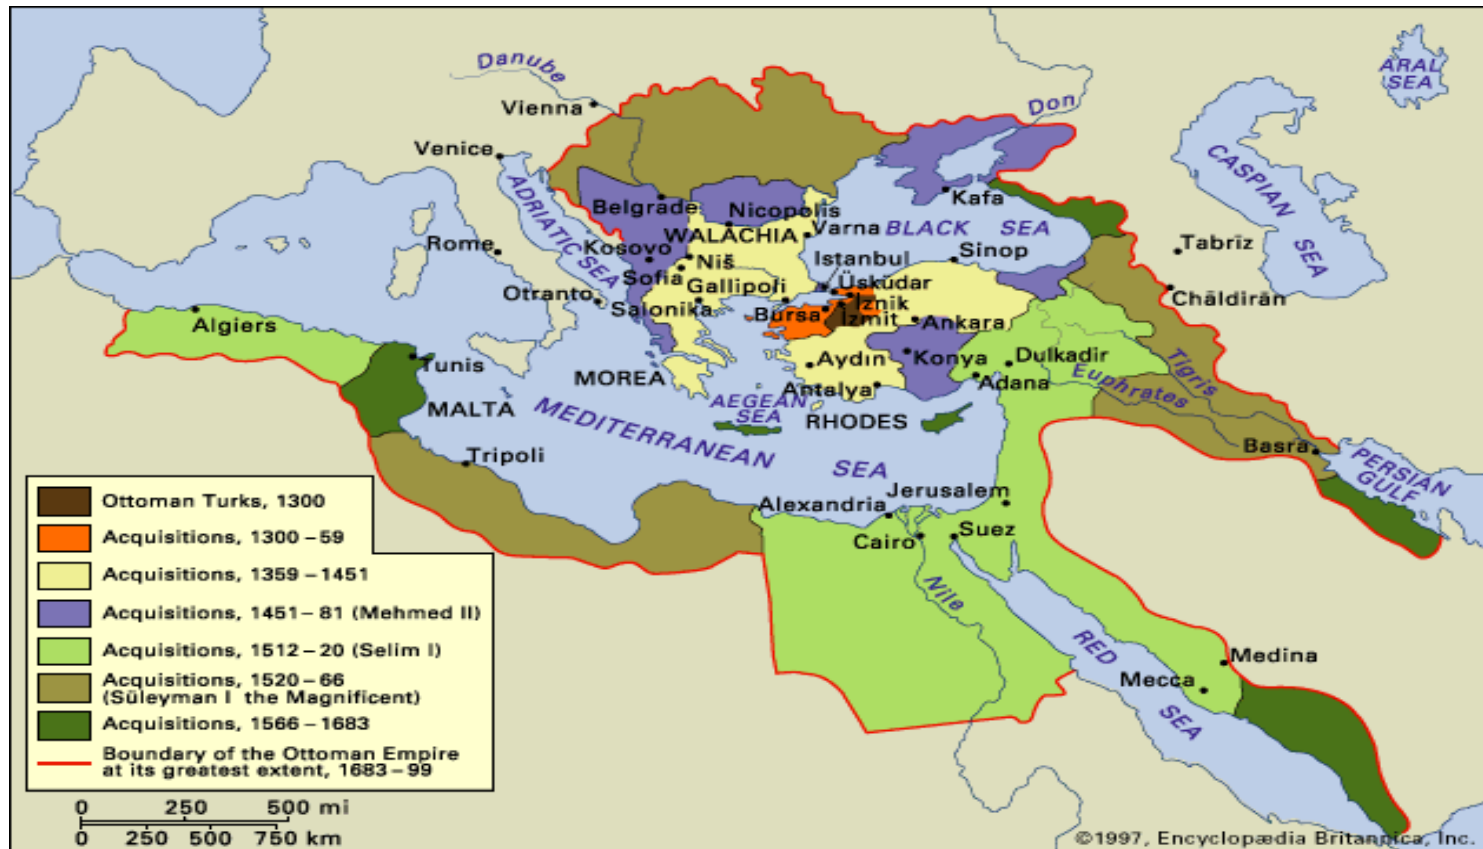 Danube
Vienna
Venice
ADRIATIC SEA
Rome
Otranto
Belgrade
Nicopolis
WALACHIA
Varna
Kosovo
Niš
Sofia
Gallipoli
Salonika
Istanbul
Üsküdar
İznik
İzmit
Bursa
BLACK SEA
Kafa
Don
Sinop
Ankara
ARAL
SEA
CASPIAN
SEA
Tabrīz
Chāldirān
Algiers
Tunis
MALTA
MOREA
Aydın
Konya
Antalya
Dulkadir
Adana
AEGEAN
SEA
RHODES
MEDITERRANEAN SEA
Euphrates
Tigris
Basra
PERSIAN
GULF
Tripoli
Alexandria
Jerusalem
Cairo
Suez
Nile
RED
SEA
Medina
Mecca
Ottoman Turks, 1300
Acquisitions, 1300–59
Acquisitions, 1359–1451
Acquisitions, 1451–81 (Mehmed II)
Acquisitions, 1512–20 (Selim I)
Acquisitions, 1520–66
(Süleyman I the Magnificent)
Acquisitions, 1566–1683
Boundary of the Ottoman Empire
at its greatest extent, 1683–99
0 250 500 mi
0 250 500 750 km
©1997, Encyclopædia Britannica, Inc.